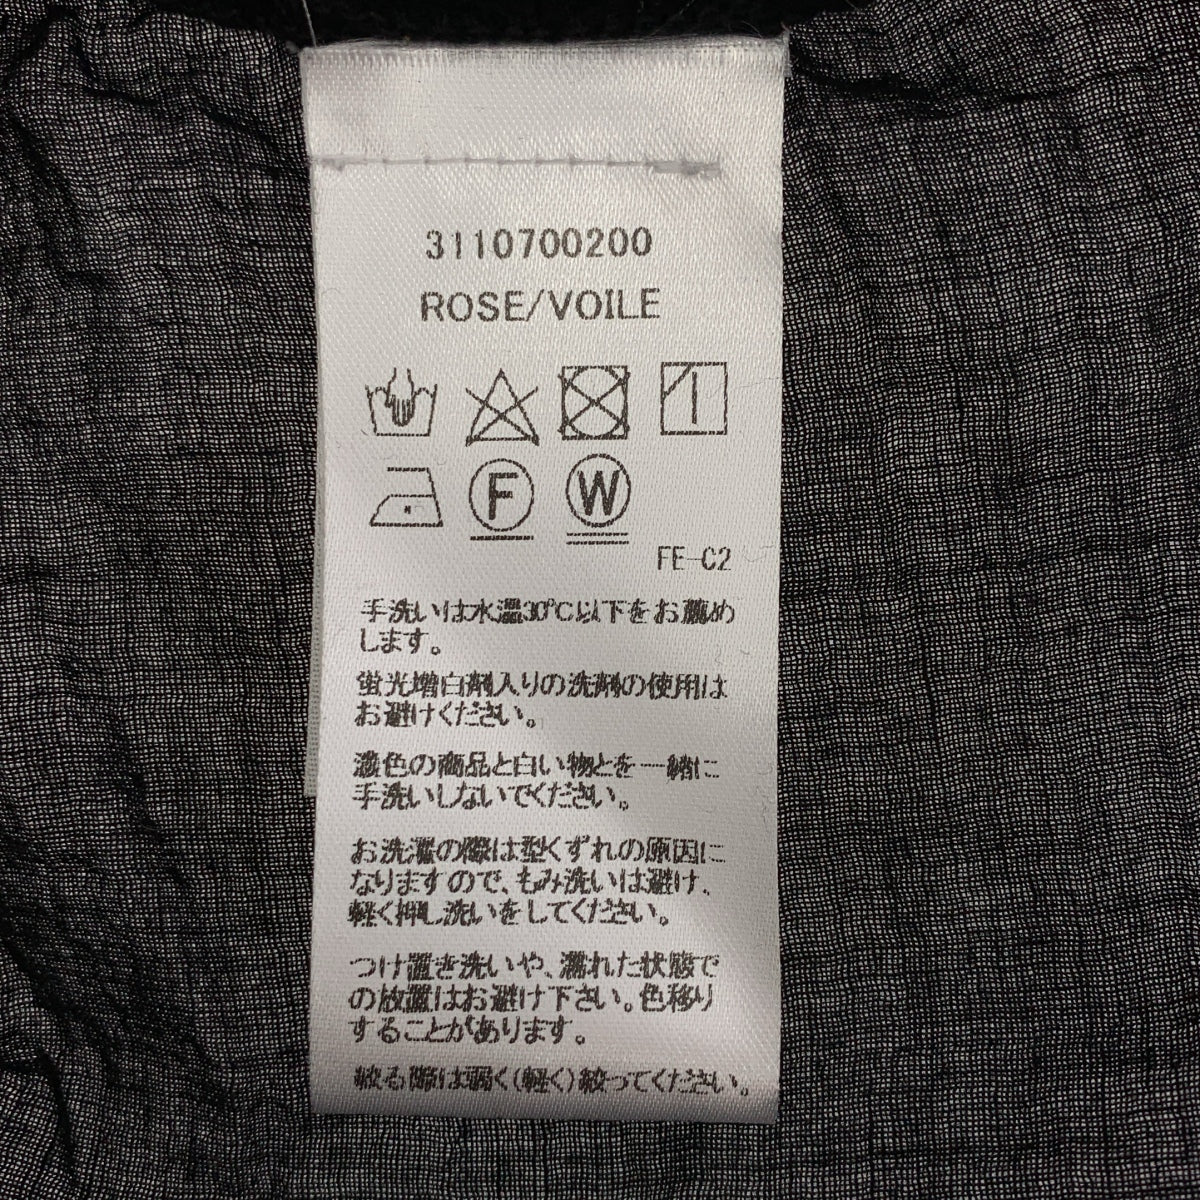 3110700200
ROSE/VOILE
F
W
FE-C2
手洗いは水温30℃以下をお薦め
します。
蛍光増白剤入りの洗剤の使用は
お避けください。
濃色の商品と白い物とを一緒に
手洗いしないでください。
お洗濯の際は型くずれの原因に
なりますので、もみ洗いは避け、
軽く押し洗いをしてください。
つけ置き洗いや、濡れた状態で
の放置はお避け下さい。色移り
することがあります。
絞る際は弱く(軽く)絞ってください。